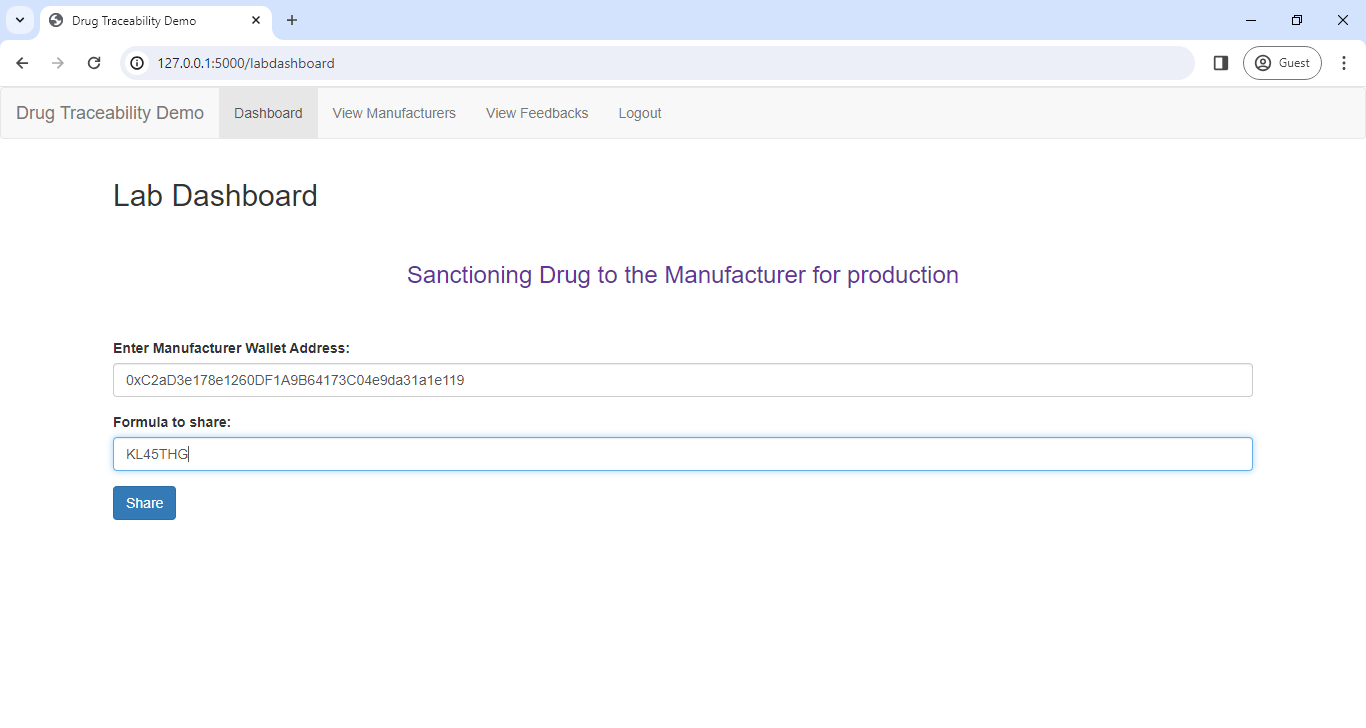 Drug Traceability Demo
127.0.0.1:5000/labdashboard
Guest
Drug Traceability Demo Dashboard View Manufacturers View Feedbacks Logout
Lab Dashboard
Sanctioning Drug to the Manufacturer for production
Enter Manufacturer Wallet Address:
0xC2aD3e178e1260DF1A9B64173C04e9da31a1e119
Formula to share:
KL45THG
Share